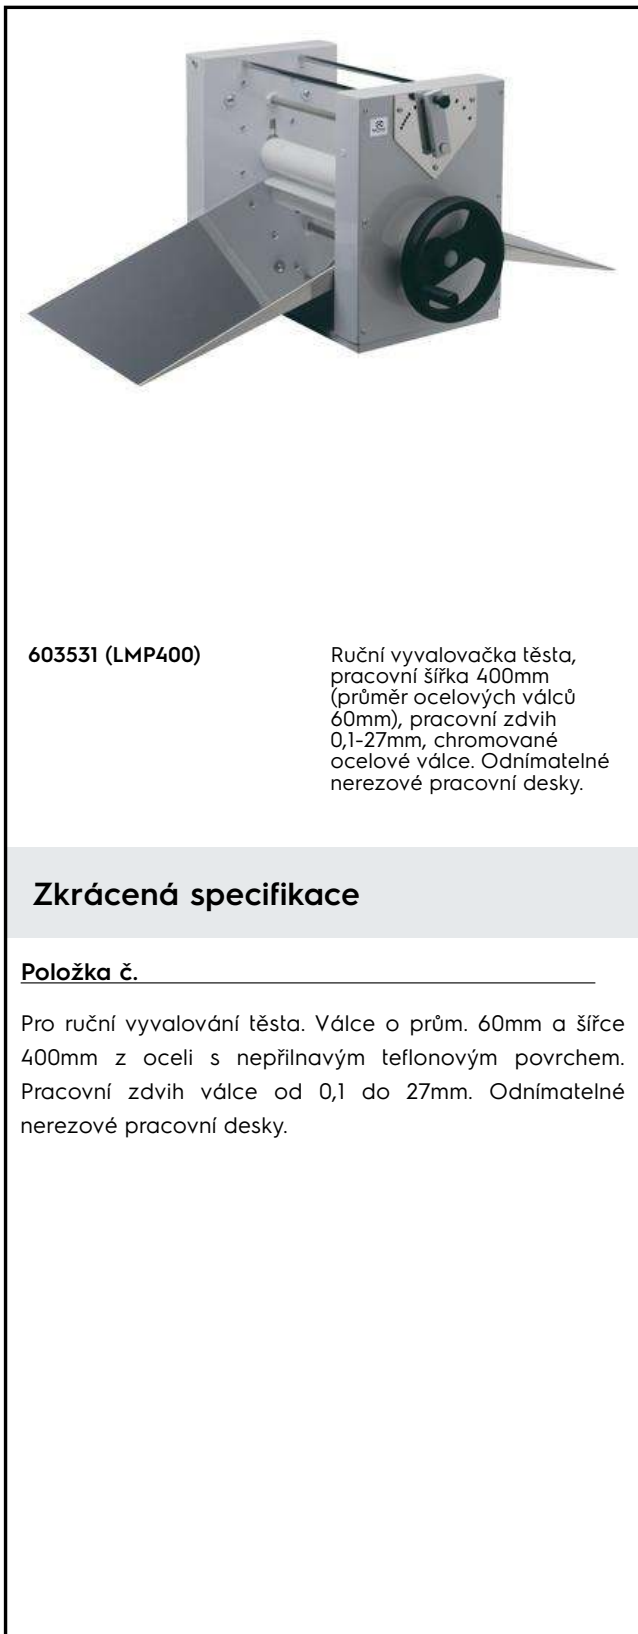 603531 (LMP400)
Ruční vyvalovačka těsta,
pracovní šířka 400mm
(průměr ocelových válců
60mm), pracovní zdvih
0,1-27mm, chromované
ocelové válce. Odnímatelné
nerezové pracovní desky.
Zkrácená specifikace
Položka č.
Pro ruční vyvalování těsta. Válce o prům. 60mm a šířce
400mm z oceli s nepřilnavým teflonovým povrchem.
Pracovní zdvih válce od 0,1 do 27mm. Odnímatelné
nerezové pracovní desky.